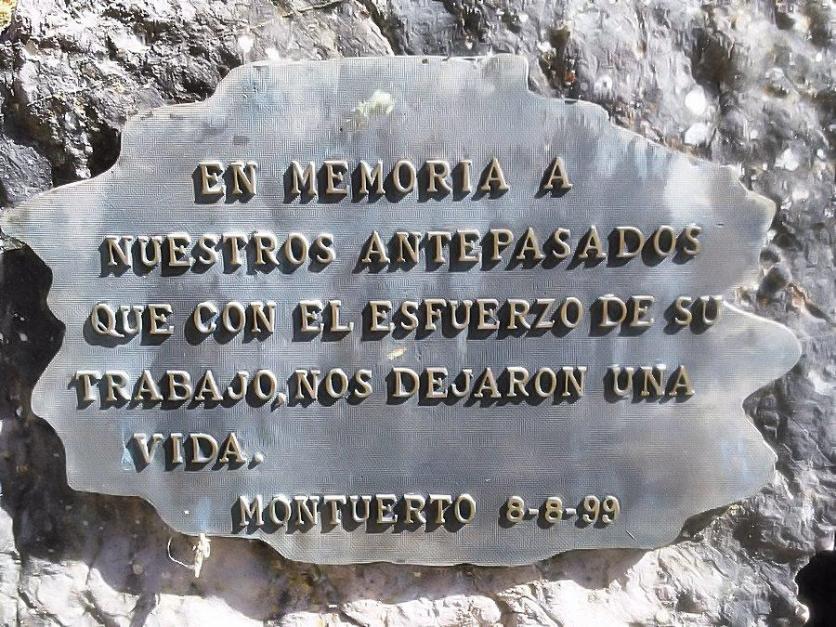 EN MEMORIA A
NUESTROS ANTEPASADOS
QUE CON EL ESFUERZO DE SU
TRABAJO, NOS DEJARON UNA
VIDA.
MONTUERTO 8-8-99